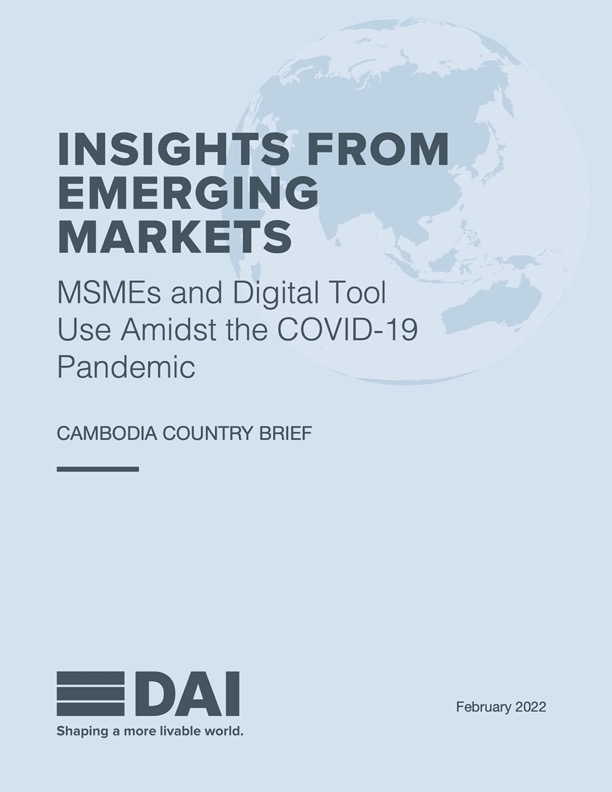 INSIGHTS FROM
EMERGING
MARKETS
MSMEs and Digital Tool
Use Amidst the COVID-19
Pandemic
CAMBODIA COUNTRY BRIEF
DAI
Shaping a more livable world.
February 2022